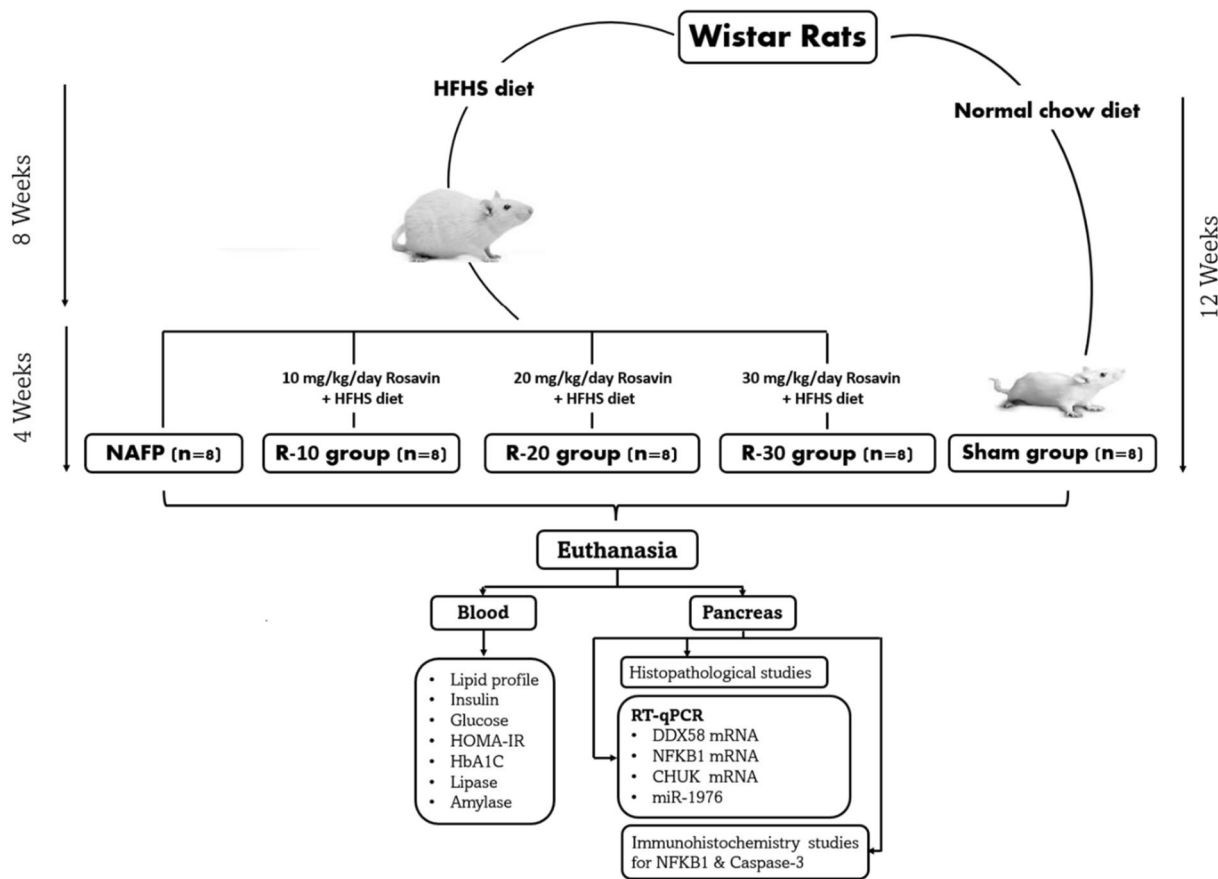 Wistar Rats
HFHS diet
Normal chow diet
8 Weeks
12 Weeks
4 Weeks
10 mg/kg/day Rosavin
+ HFHS diet
20 mg/kg/day Rosavin
+ HFHS diet
30 mg/kg/day Rosavin
+ HFHS diet
NAFP (n=8)
R-10 group (n=8)
R-20 group (n=8)
R-30 group (n=8)
Sham group (n=8)
Euthanasia
Blood
Pancreas
• Lipid profile
• Insulin
• Glucose
• HOMA-IR
• HbA1C
• Lipase
• Amylase
Histopathological studies
RT-qPCR
• DDX58 mRNA
• NFKB1 mRNA
• CHUK mRNA
• miR-1976
Immunohistochemistry studies
for NFKB1 & Caspase-3